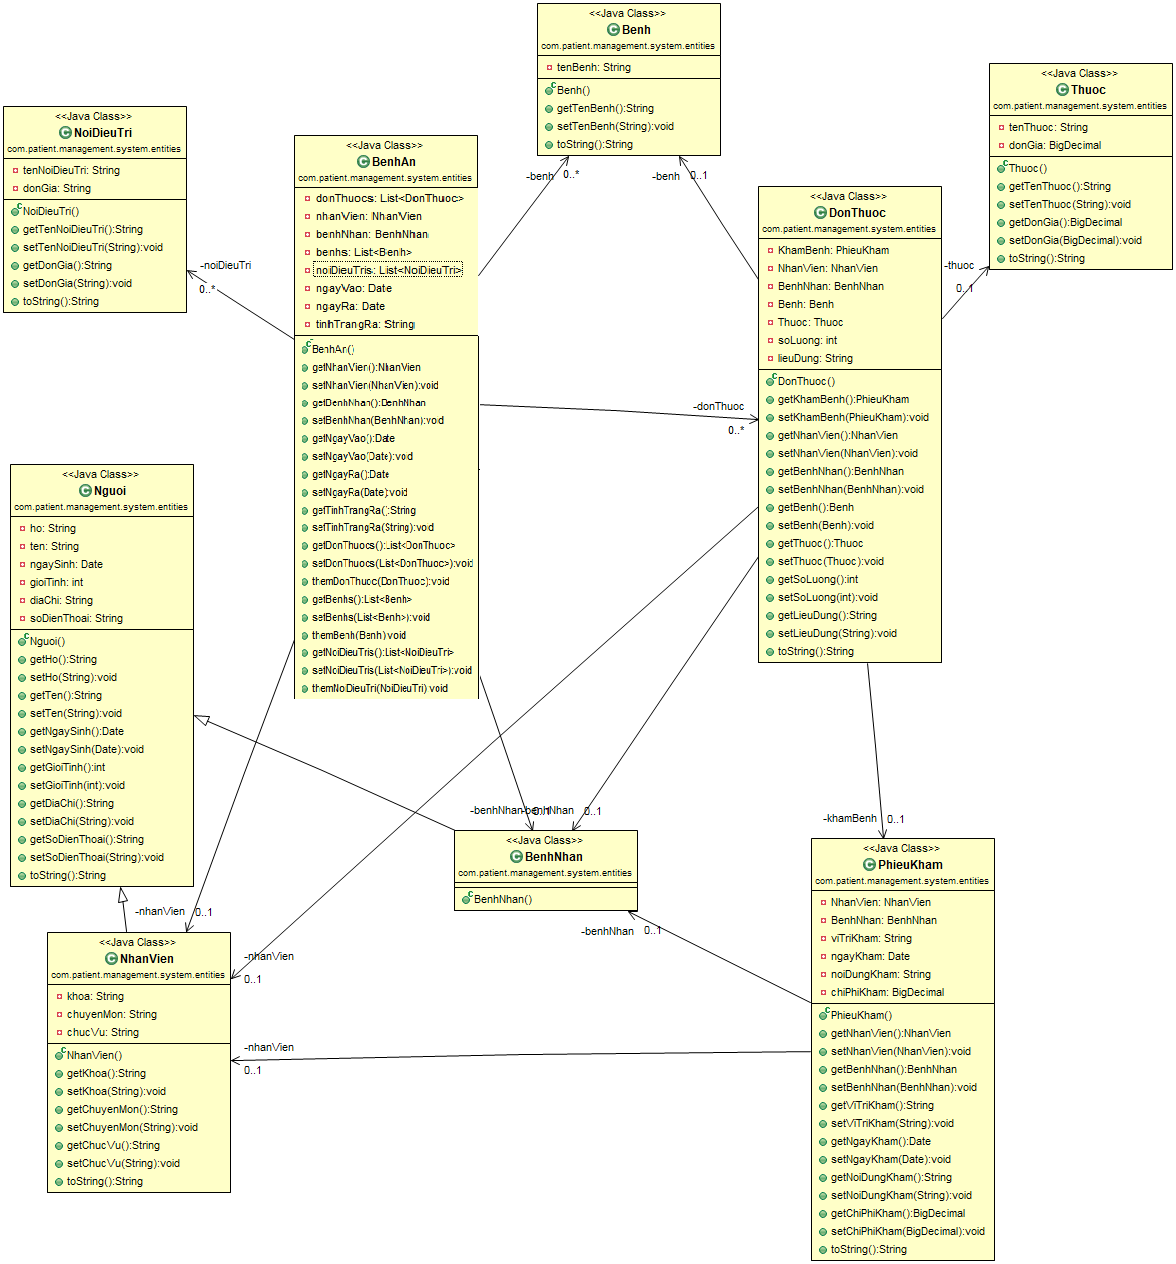 <<Java Class>>
Benh
com.patient.management.system.entities
tenBenh: String
Benh()
getTenBenh():String
setTenBenh(String):void
toString():String
<<Java Class>>
Thuoc
com.patient.management.system.entities
tenThuoc: String
donGia: BigDecimal
Thuoc()
getTenThuoc():String
setTenThuoc(String):void
getDonGia():BigDecimal
setDonGia(BigDecimal):void
toString():String
<<Java Class>>
NoiDieuTri
com.patient.management.system.entities
tenNoiDieuTri: String
donGia: String
NoiDieuTri()
getTenNoiDieuTri():String
setTenNoiDieuTri(String):void
getDonGia():String
setDonGia(String):void
toString():String
<<Java Class>>
BenhAn
com.patient.management.system.entities
donThuocs: List<DonThuoc>
nhanVien: NhanVien
benhNhan: BenhNhan
benhs: List<Benh>
noiDieuTris: List<NoiDieuTri>
ngayVao: Date
ngayRa: Date
tinhTrangRa: String
BenhAn()
getNhanVien():NhanVien
setNhanVien(NhanVien):void
getBenhNhan():BenhNhan
setBenhNhan(BenhNhan):void
getNgayVao():Date
setNgayVao(Date):void
getNgayRa():Date
setNgayRa(Date):void
getTinhTrangRa():String
setTinhTrangRa(String):void
getDonThuocs():List<DonThuoc>
setDonThuocs(List<DonThuoc>):void
themDonThuoc(DonThuoc):void
getBenhs():List<Benh>
setBenhs(List<Benh>):void
themBenh(Benh):void
getNoiDieuTris():List<NoiDieuTri>
setNoiDieuTris(List<NoiDieuTri>):void
themNoiDieuTri(NoiDieuTri):void
-benh 0..*
-benh 0..1
<<Java Class>>
DonThuoc
com.patient.management.system.entities
KhamBenh: PhieuKham
NhanVien: NhanVien
BenhNhan: BenhNhan
Benh: Benh
Thuoc: Thuoc
soLuong: int
lieuDung: String
DonThuoc()
getKhamBenh():PhieuKham
setKhamBenh(PhieuKham):void
getNhanVien():NhanVien
setNhanVien(NhanVien):void
getBenhNhan():BenhNhan
setBenhNhan(BenhNhan):void
getBenh():Benh
setBenh(Benh):void
getThuoc():Thuoc
setThuoc(Thuoc):void
getSoLuong():int
setSoLuong(int):void
getLieuDung():String
setLieuDung(String):void
toString():String
-noiDieuTri
0..*
-thuoc
0..1
-donThuoc
0..*
<<Java Class>>
Nguoi
com.patient.management.system.entities
ho: String
ten: String
ngaySinh: Date
gioiTinh: int
diaChi: String
soDienThoai: String
Nguoi()
getHo():String
setHo(String):void
getTen():String
setTen(String):void
getNgaySinh():Date
setNgaySinh(Date):void
getGioiTinh():int
setGioiTinh(int):void
getDiaChi():String
setDiaChi(String):void
getSoDienThoai():String
setSoDienThoai(String):void
toString():String
-benhNhan
0..1
-benhNhan
0..1
-khamBenh
0..1
<<Java Class>>
BenhNhan
com.patient.management.system.entities
BenhNhan()
-nhanVien 0..1
-benhNhan 0..1
<<Java Class>>
NhanVien
com.patient.management.system.entities
khoa: String
chuyenMon: String
chucVu: String
NhanVien()
getKhoa():String
setKhoa(String):void
getChuyenMon():String
setChuyenMon(String):void
getChucVu():String
setChucVu(String):void
toString():String
-nhanVien
0..1
-nhanVien
0..1
<<Java Class>>
PhieuKham
com.patient.management.system.entities
NhanVien: NhanVien
BenhNhan: BenhNhan
viTriKham: String
ngayKham: Date
noiDungKham: String
chiPhiKham: BigDecimal
PhieuKham()
getNhanVien():NhanVien
setNhanVien(NhanVien):void
getBenhNhan():BenhNhan
setBenhNhan(BenhNhan):void
getViTriKham():String
setViTriKham(String):void
getNgayKham():Date
setNgayKham(Date):void
getNoiDungKham():String
setNoiDungKham(String):void
getChiPhiKham():BigDecimal
setChiPhiKham(BigDecimal):void
toString():String